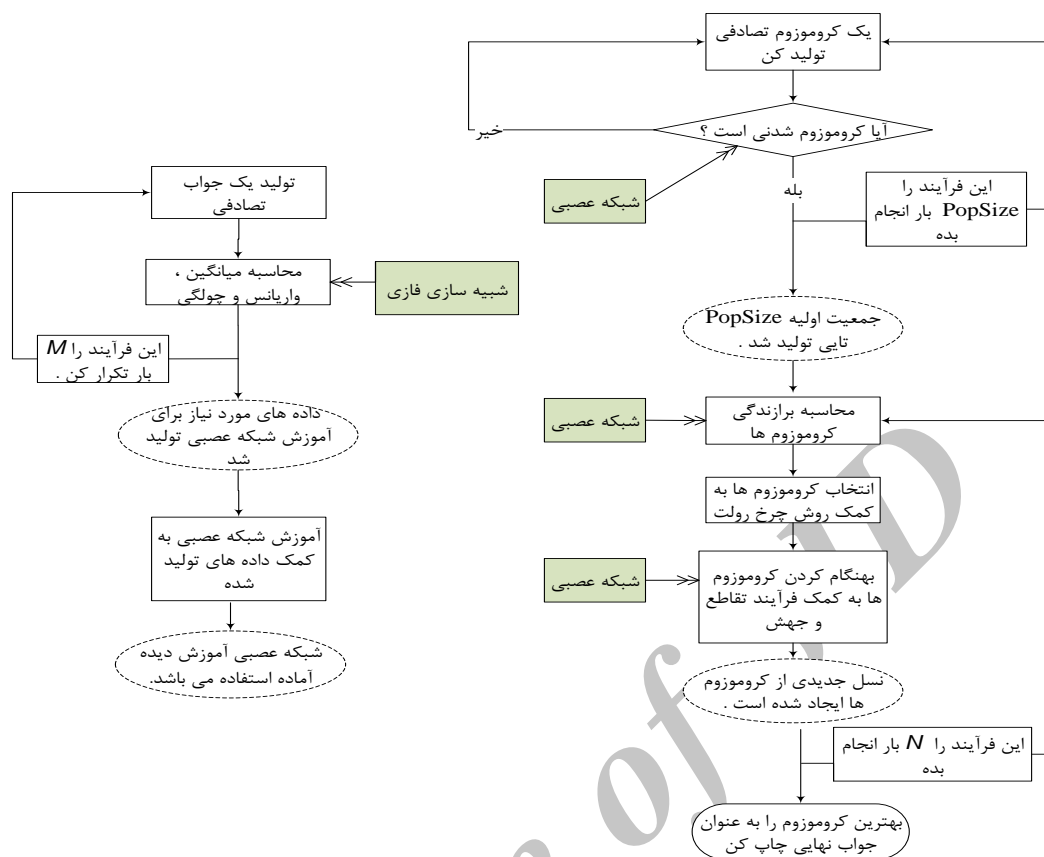 یک کروموزوم تصادفی
تولید کن
آیا کروموزوم شدنی است ؟
خیر
شبکه عصبی
بله
این فرآیند را
PopSize بار انجام
بده
جمعیت اولیه PopSize
تایی تولید شد .
شبکه عصبی
محاسبه برازندگی
کروموزوم ها
انتخاب کروموزوم ها به
کمک روش چرخ رولت
شبکه عصبی
بهنگام کردن کروموزوم
ها به کمک فرآیند تقاطع
و جهش
نسل جدیدی از کروموزوم
ها ایجاد شده است .
این فرآیند را N بار انجام
بده
بهترین کروموزوم را به عنوان
جواب نهایی چاپ کن
تولید یک جواب
تصادفی
محاسبه میانگین ،
واریانس و چولگی
شبیه سازی فازی
این فرآیند را M
بار تکرار کن .
داده های مورد نیاز برای
آموزش شبکه عصبی تولید
شد
آموزش شبکه عصبی به
کمک داده های تولید
شده
شبکه عصبی آموزش دیده
آماده استفاده می باشد.
of